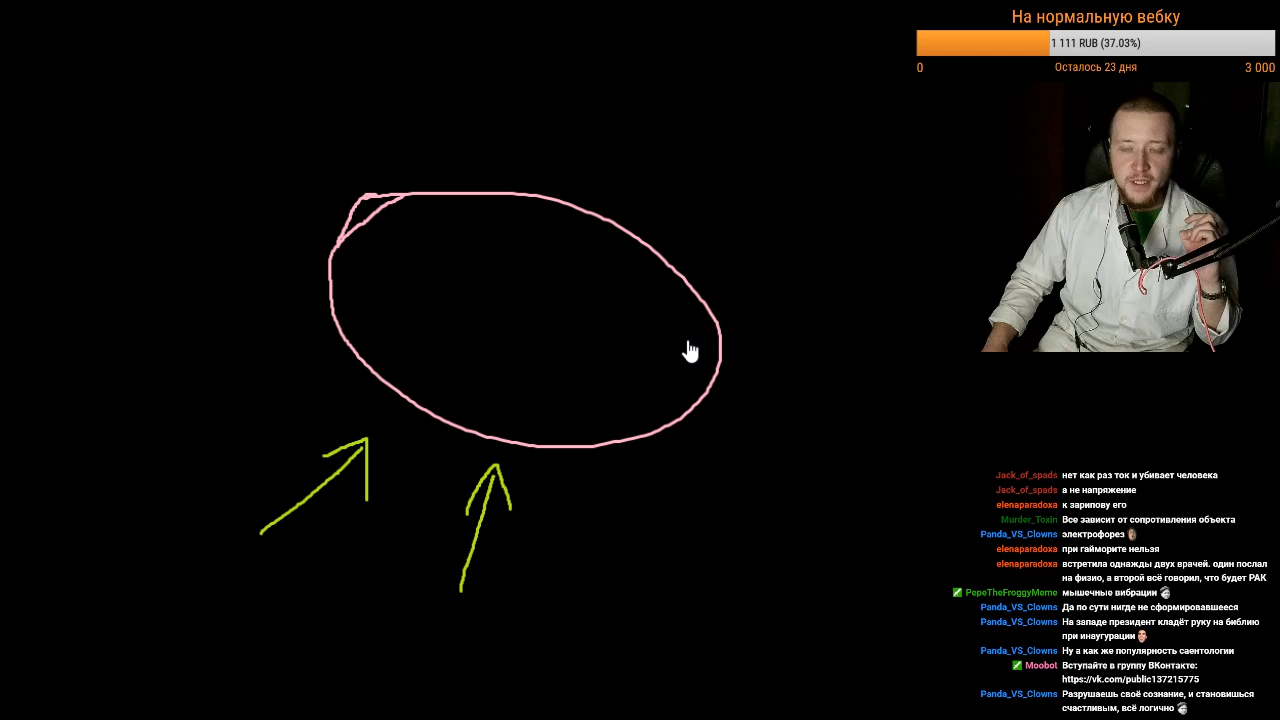 На нормальную вебку
1 111 RUB (37.03%)
0 Осталось 23 дня 3 000
Jack_of_spads нет как раз ток и убивает человека
Jack_of_spads а не напряжение
elenaparadoxa к зарипову его
Murder_Toxin Все зависит от сопротивления объекта
Panda_VS_Clowns электрофорез
elenaparadoxa при гайморите нельзя
elenaparadoxa встретила однажды двух врачей. один послал
на физио, а второй всё говорил, что будет РАК
PepeTheFroggyMeme мышечные вибрации
Panda_VS_Clowns Да по сути нигде не сформировавшееся
Panda_VS_Clowns На западе президент кладёт руку на библию
при инаугурации
Panda_VS_Clowns Ну а как же популярность саентологии
Moobot Вступайте в группу ВКонтакте:
https://vk.com/public137215775
Panda_VS_Clowns Разрушаешь своё сознание, и становишься
счастливым, всё логично